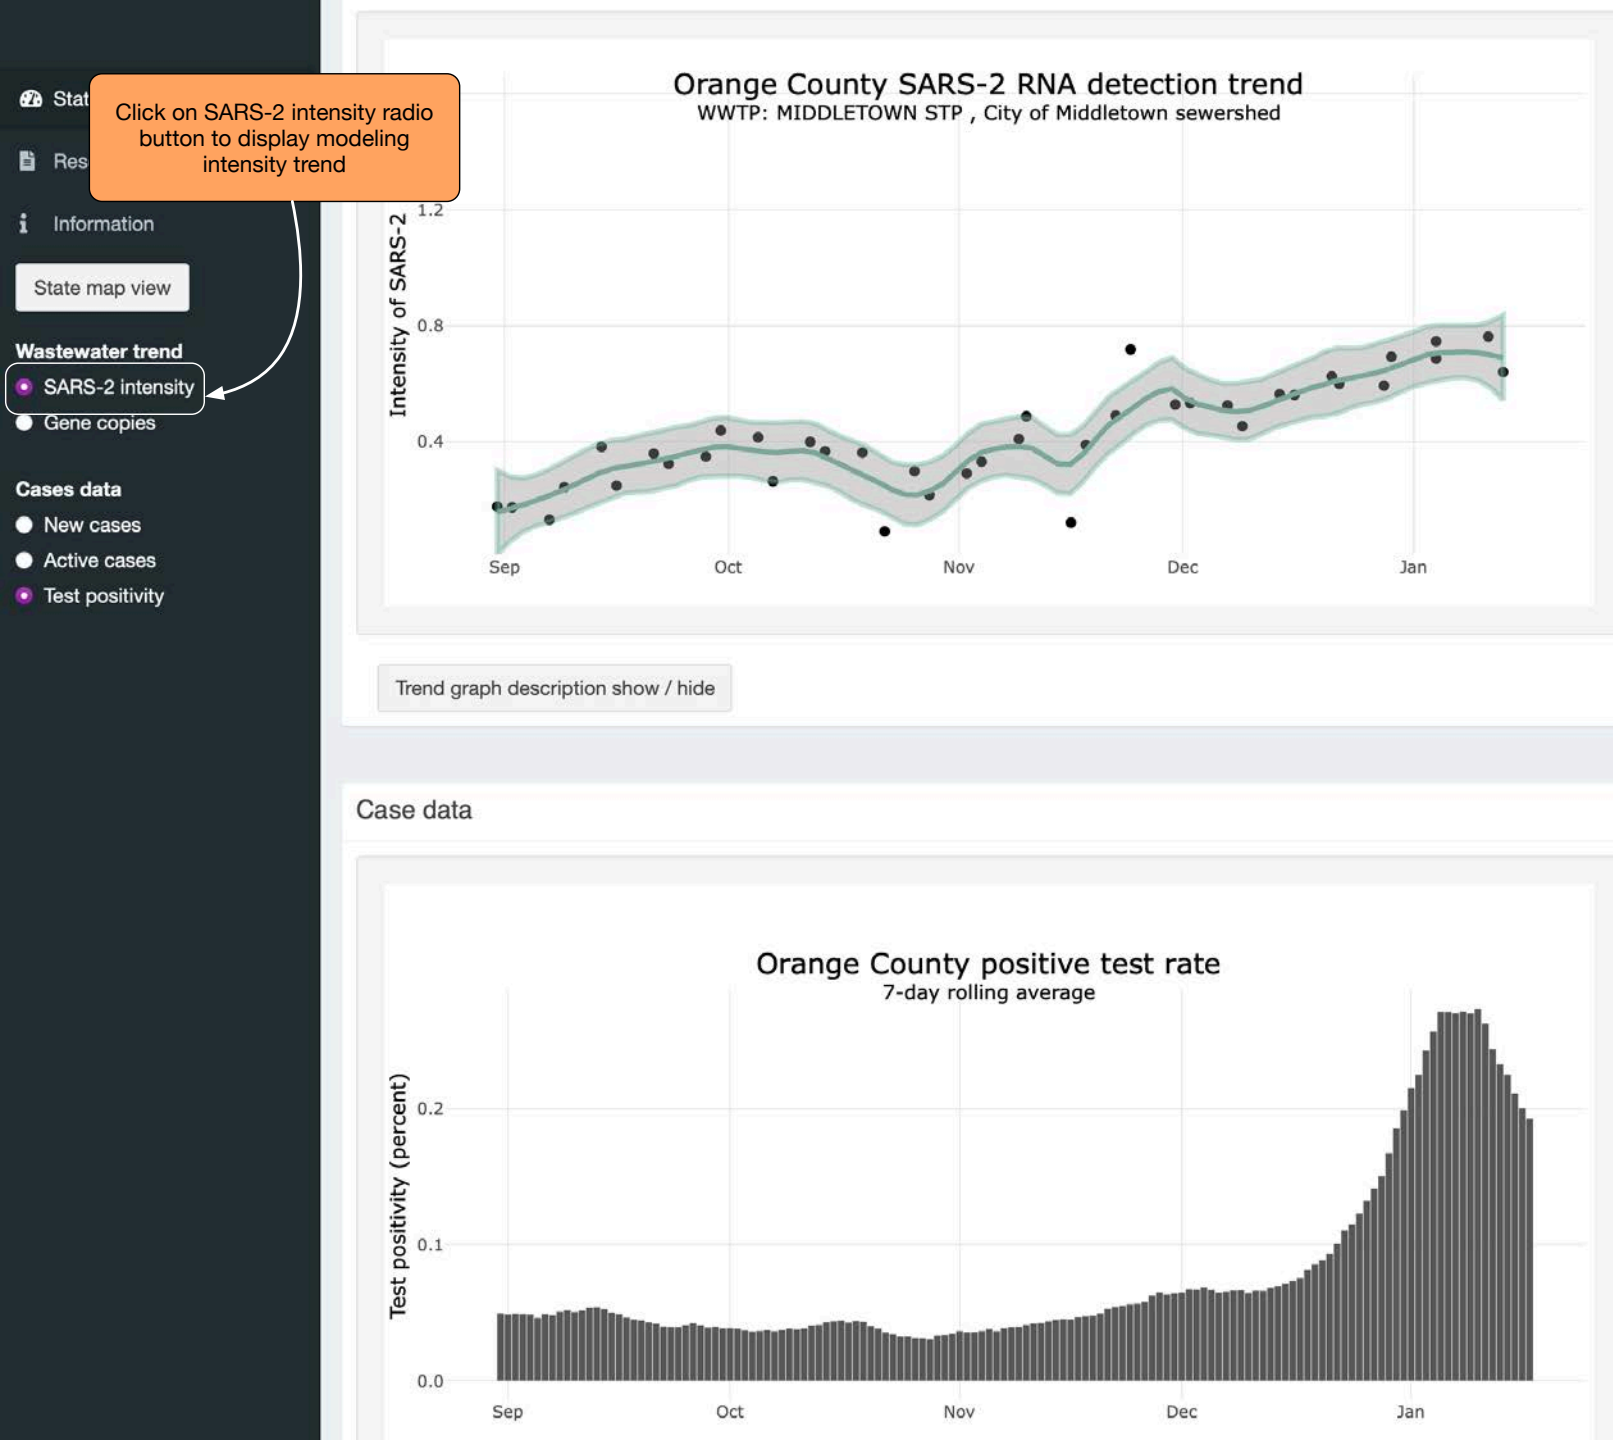 Stat
Click on SARS-2 intensity radio
button to display modeling
intensity trend
Res
Information
State map view
Wastewater trend
SARS-2 intensity
Gene copies
Cases data
New cases
Active cases
Test positivity
Orange County SARS-2 RNA detection trend
WWTP: MIDDLETOWN STP , City of Middletown sewershed
Intensity of SARS-2
1.2
0.8
0.4
Sep
Oct
Nov
Dec
Jan
Trend graph description show / hide
Case data
Orange County positive test rate
7-day rolling average
Test positivity (percent)
0.2
0.1
0.0
Sep
Oct
Nov
Dec
Jan